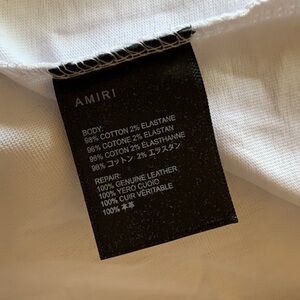 AMIRI
BODY:
98% COTTON 2% ELASTANE
98% COTONE 2% ELASTAN
98% COTON 2% ELASTHANNE
98% コットン 2% エラスタン
REPAIR:
100% GENUINE LEATHER
100% VERO CUOIO
100% CUIR VERITABLE
100% 本革